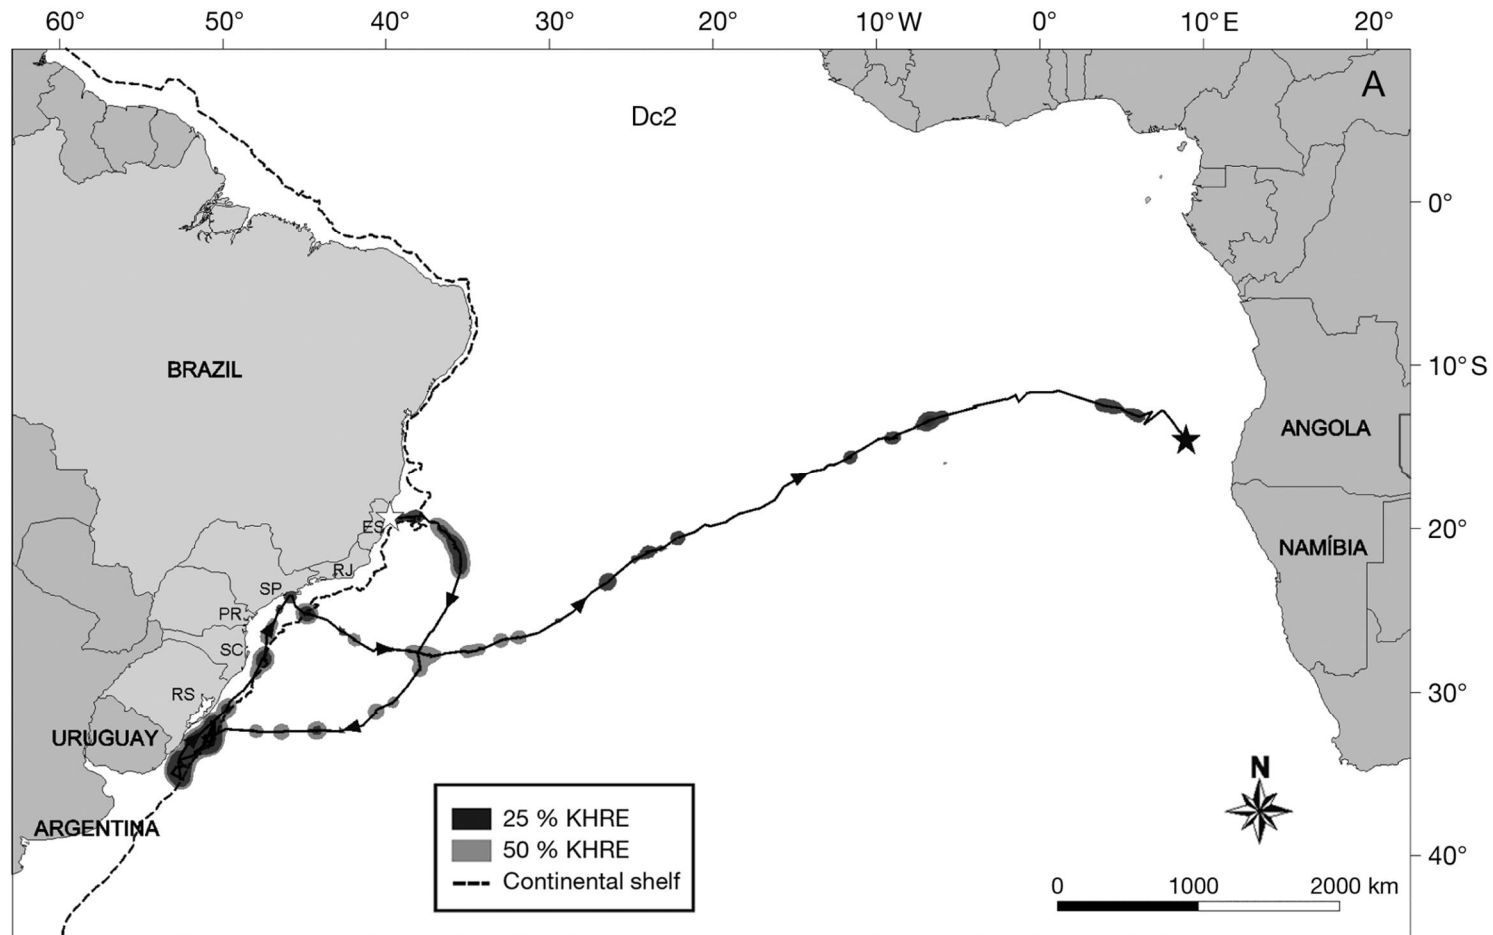 60° 50° 40° 30° 20° 10° W 0° 10° E 20°
A
Dc2
0°
BRAZIL
10° S
ANGOLA
ES
20°
NAMÍBIA
RJ
SP
PR
SC
RS
30°
URUGUAY
N
25 % KHRE
ARGENTINA
50 % KHRE
40°
Continental shelf
0 1000 2000 km